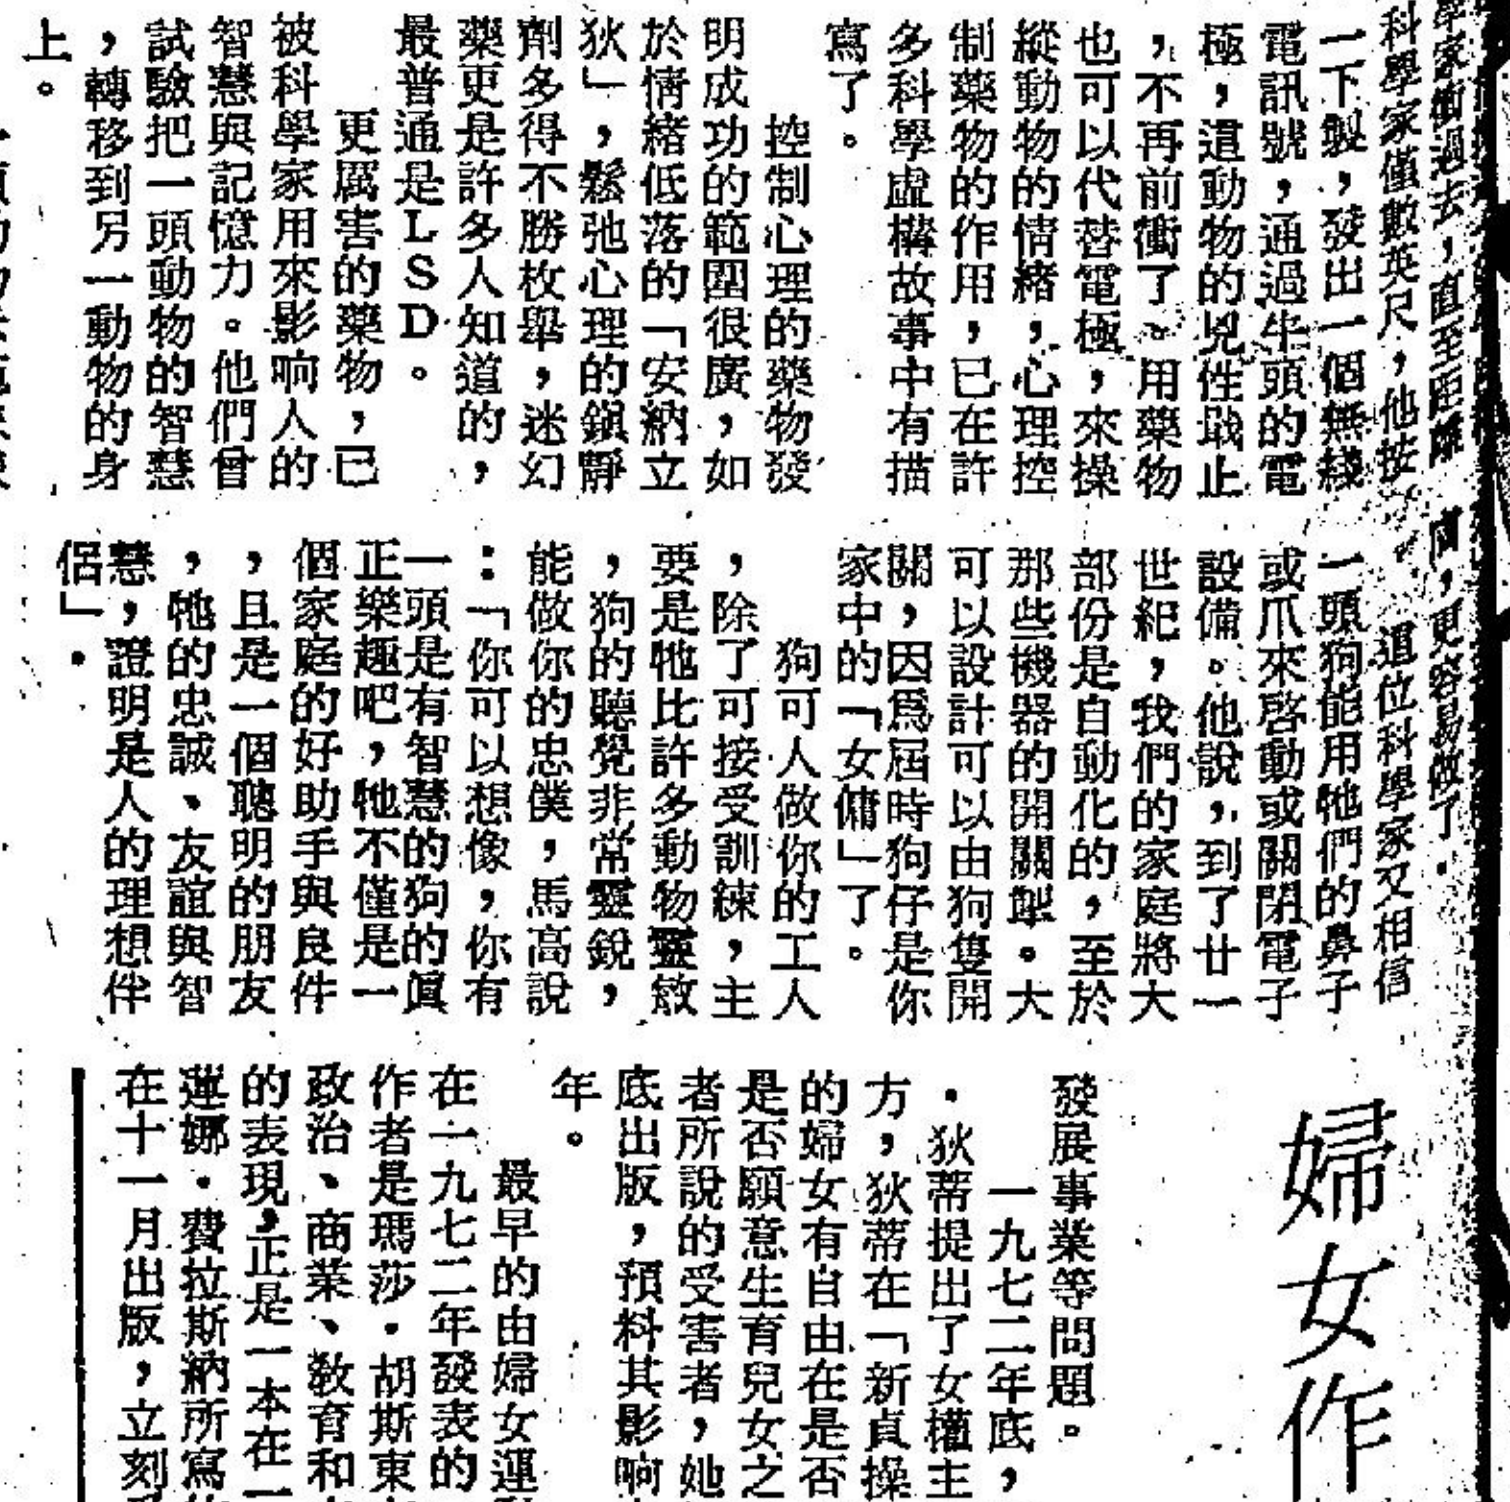 學家衝過去，直至距離
科學家僅數英尺，他按
一下掣，發出一個無綫
電訊號，通過牛頭的電
極，這動物的兇性戢止
，不再前衝了。用藥物
也可以代替電極，來操
縱動物的情緒，心理控
制藥物的作用，已在許
多科學虛構故事中有描
寫了。
控制心理的藥物發
明成功的範圍很廣，如
於情緒低落的「安納立
狄」，鬆弛心理的鎭靜
劑多得不勝枚舉，迷幻
藥更是許多人知道的，
最普通是LSD。
更厲害的藥物，已
被科學家用來影响人的
智慧與記憶力。他們曾
試驗把一頭動物的智慧
，轉移到另一動物的身
上。
，更容易做了．
這位科學家又相信
一頭狗能用牠們的鼻子
或爪來啓動或關閉電子
設備。他說，到了廿一
世紀，我們的家庭將大
部份是自動化的，至於
那些機器的開關掣。大
可以設計可以由狗隻開
關，因爲屆時狗仔是你
家中的「女傭」了。
狗可人做你的工人
，除了可接受訓練，主
要是牠比許多動物靈敏
，狗的聽覺非常靈銳，
能做你的忠僕，馬高說
：「你可以想像，你有
一頭是有智慧的狗的眞
正樂趣吧，牠不僅是一
個家庭的好助手與良件
，且是一個聰明的朋友
，牠的忠誠、友誼與智
慧，證明是人的理想伴
侶」．
婦女作
發展事業等問題。
一九七二年底，
．狄蒂提出了女權主
方，狄蒂在「新貞操
的婦女有自由在是否
是否願意生育兒女之
者所說的受害者，她
底出版，預料其影响
年。
最早的由婦女運
在一九七二年發表的
作者是瑪莎．胡斯東
政治、商業、敎育和
的表現，正是一本在一
蓮娜．費拉斯納所寫
在十一月出版，立刻